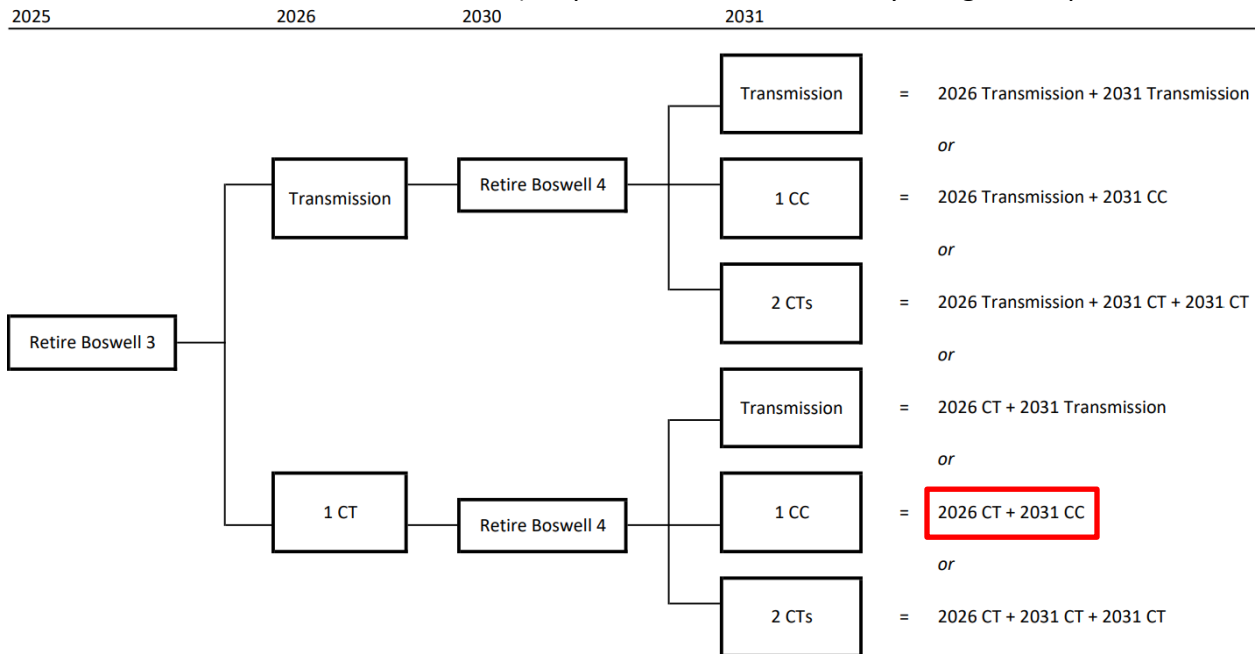 2025 2026 2030 2031
Transmission = 2026 Transmission + 2031 Transmission
or
Transmission Retire Boswell 4 1 CC = 2026 Transmission + 2031 CC
or
2 CTs = 2026 Transmission + 2031 CT + 2031 CT
Retire Boswell 3
or
Transmission = 2026 CT + 2031 Transmission
or
1 CT Retire Boswell 4 1 CC = 2026 CT + 2031 CC
or
2 CTs = 2026 CT + 2031 CT + 2031 CT